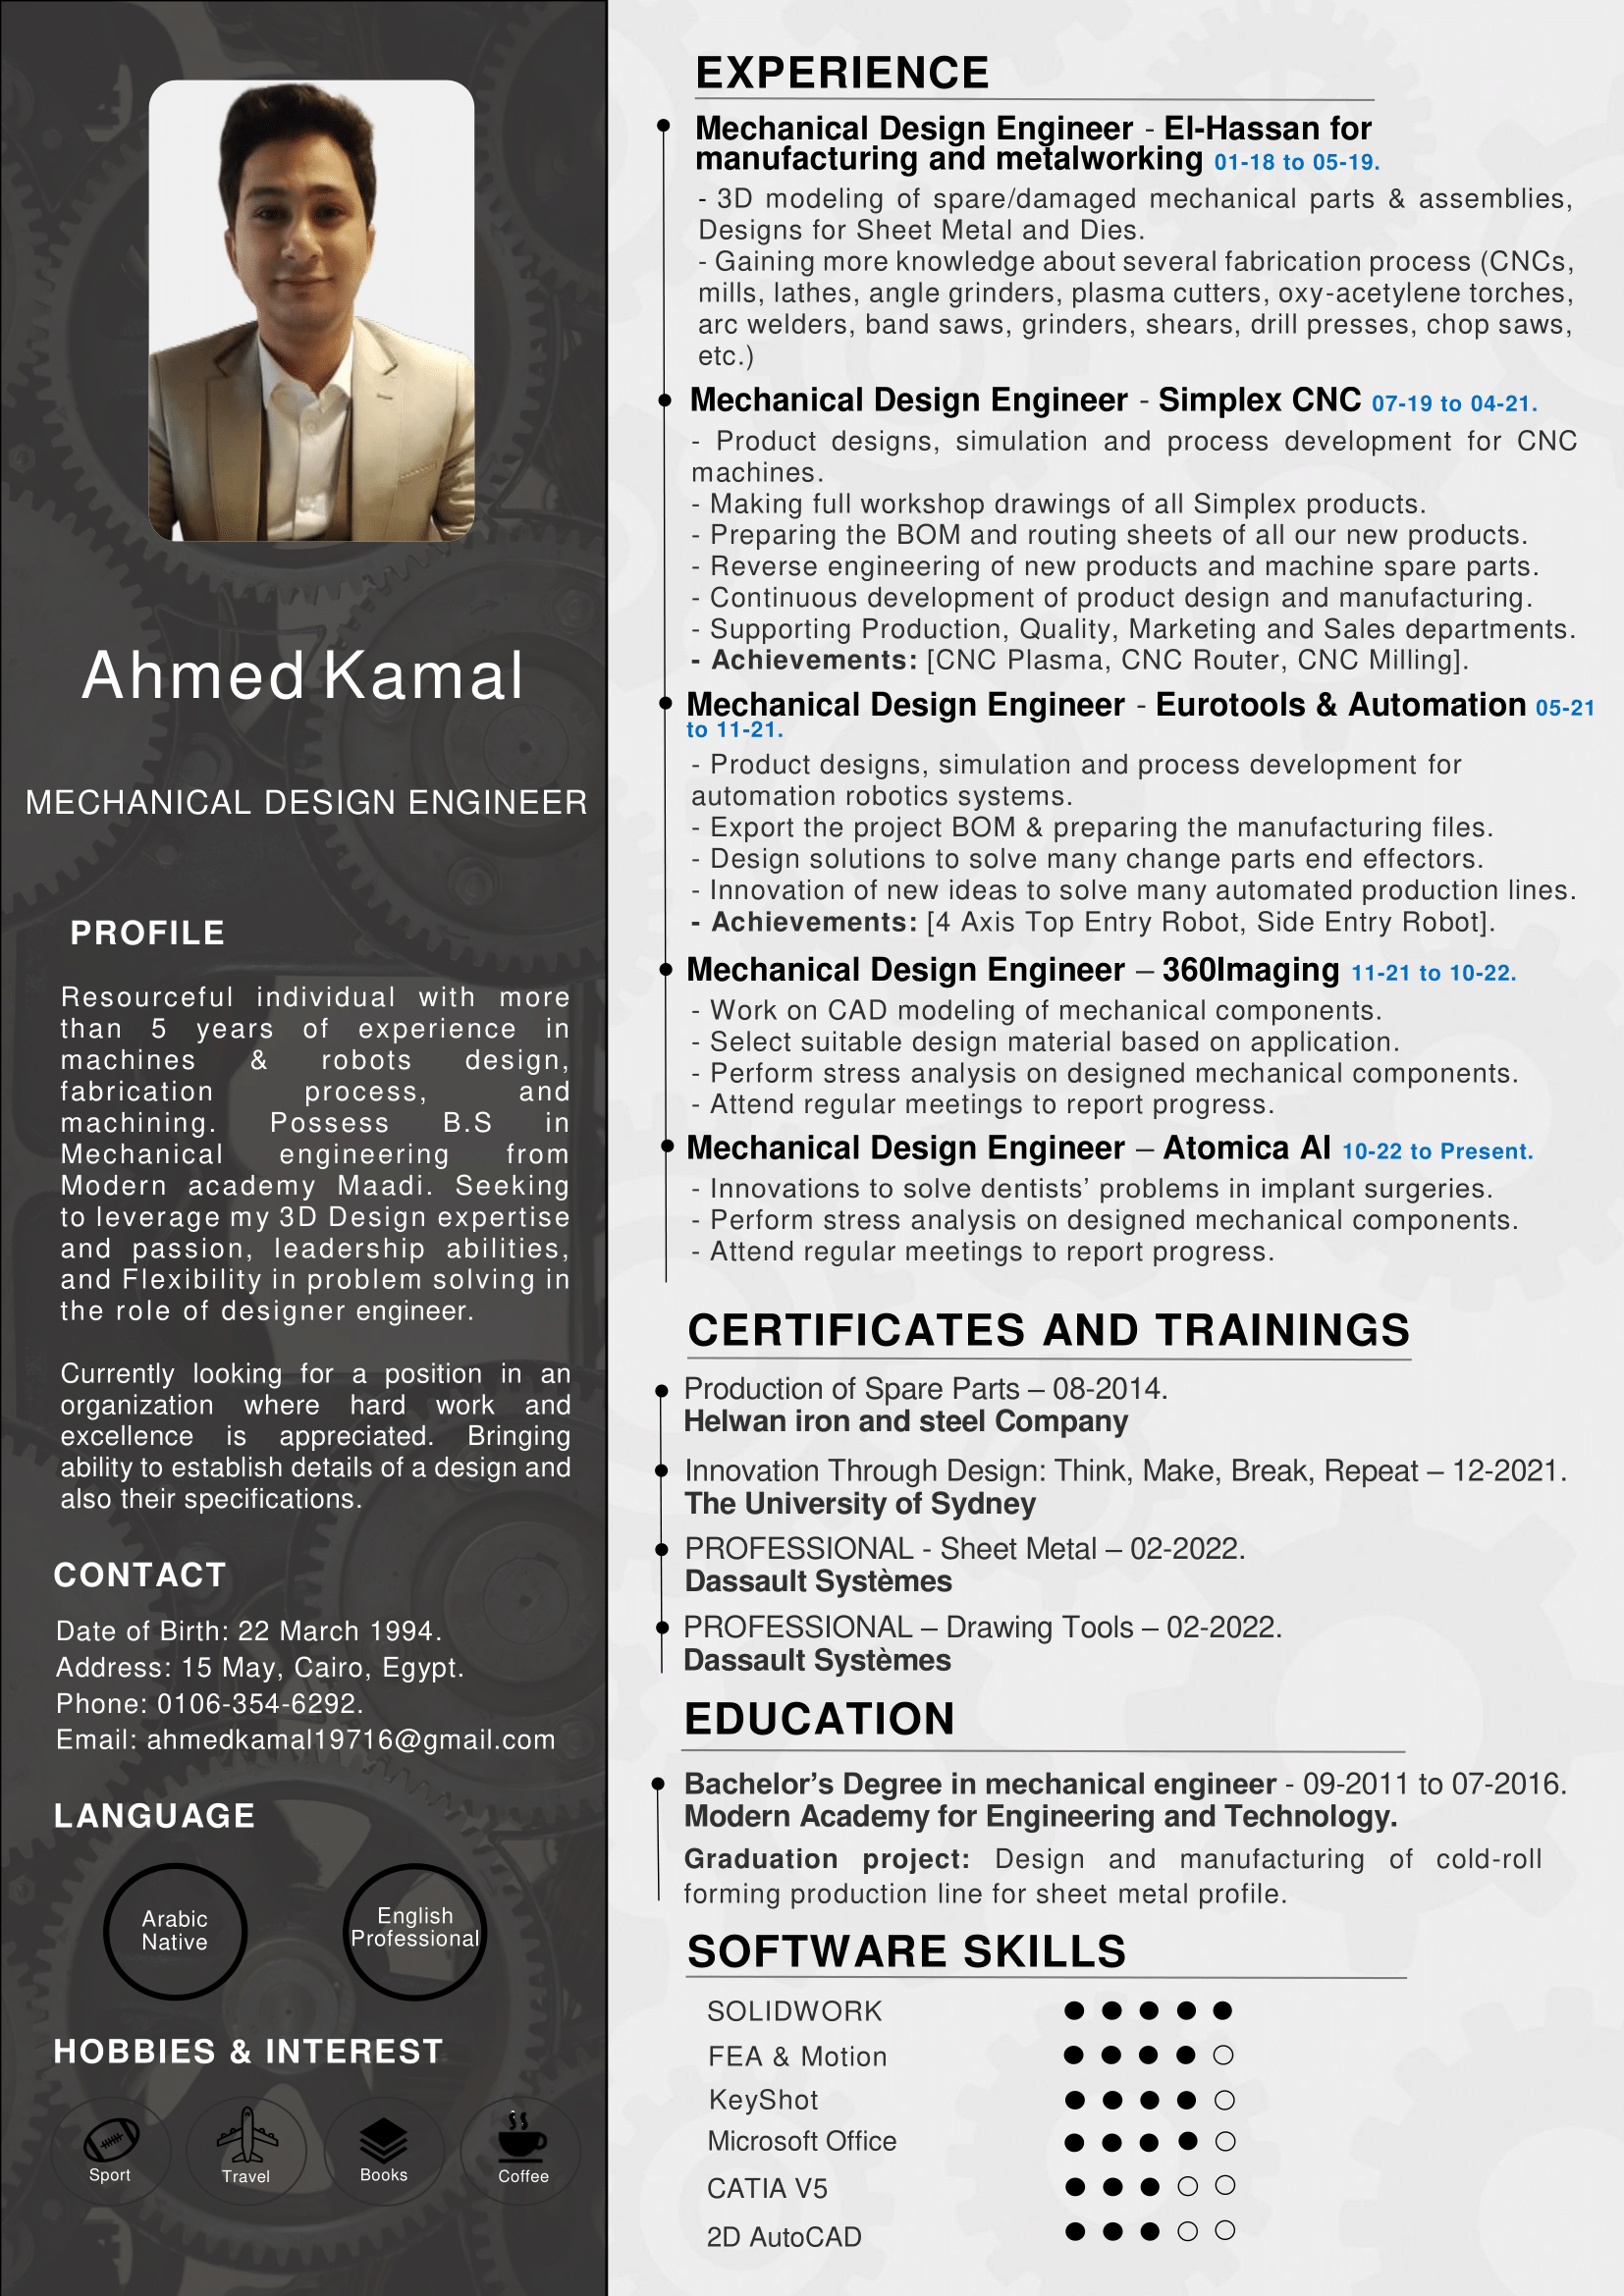 Ahmed Kamal
MECHANICAL DESIGN ENGINEER
PROFILE
Resourceful individual with more
than 5 years of experience in
machines & robots design,
fabrication process, and
machining. Possess B.S in
Mechanical engineering from
Modern academy Maadi. Seeking
to leverage my 3D Design expertise
and passion, leadership abilities,
and Flexibility in problem solving in
the role of designer engineer.
Currently looking for a position in an
organization where hard work and
excellence is appreciated. Bringing
ability to establish details of a design and
also their specifications.
CONTACT
Date of Birth: 22 March 1994.
Address: 15 May, Cairo, Egypt.
Phone: 0106-354-6292.
Email: ahmedkamal19716@gmail.com
LANGUAGE
Arabic
Native
English
Professional
HOBBIES & INTEREST
Sport
Travel
Books
Coffee
EXPERIENCE
Mechanical Design Engineer - El-Hassan for
manufacturing and metalworking 01-18 to 05-19.
- 3D modeling of spare/damaged mechanical parts & assemblies,
Designs for Sheet Metal and Dies.
- Gaining more knowledge about several fabrication process (CNCs,
mills, lathes, angle grinders, plasma cutters, oxy-acetylene torches,
arc welders, band saws, grinders, shears, drill presses, chop saws,
etc.)
Mechanical Design Engineer - Simplex CNC 07-19 to 04-21.
- Product designs, simulation and process development for CNC
machines.
- Making full workshop drawings of all Simplex products.
- Preparing the BOM and routing sheets of all our new products.
- Reverse engineering of new products and machine spare parts.
- Continuous development of product design and manufacturing.
- Supporting Production, Quality, Marketing and Sales departments.
- Achievements: [CNC Plasma, CNC Router, CNC Milling].
Mechanical Design Engineer - Eurotools & Automation 05-21
to 11-21.
- Product designs, simulation and process development for
automation robotics systems.
- Export the project BOM & preparing the manufacturing files.
- Design solutions to solve many change parts end effectors.
- Innovation of new ideas to solve many automated production lines.
- Achievements: [4 Axis Top Entry Robot, Side Entry Robot].
Mechanical Design Engineer – 360Imaging 11-21 to 10-22.
- Work on CAD modeling of mechanical components.
- Select suitable design material based on application.
- Perform stress analysis on designed mechanical components.
- Attend regular meetings to report progress.
Mechanical Design Engineer – Atomica AI 10-22 to Present.
- Innovations to solve dentists’ problems in implant surgeries.
- Perform stress analysis on designed mechanical components.
- Attend regular meetings to report progress.
CERTIFICATES AND TRAININGS
Production of Spare Parts – 08-2014.
Helwan iron and steel Company
Innovation Through Design: Think, Make, Break, Repeat – 12-2021.
The University of Sydney
PROFESSIONAL - Sheet Metal – 02-2022.
Dassault Systèmes
PROFESSIONAL – Drawing Tools – 02-2022.
Dassault Systèmes
EDUCATION
Bachelor’s Degree in mechanical engineer - 09-2011 to 07-2016.
Modern Academy for Engineering and Technology.
Graduation project: Design and manufacturing of cold-roll
forming production line for sheet metal profile.
SOFTWARE SKILLS
SOLIDWORK
FEA & Motion
KeyShot
Microsoft Office
CATIA V5
2D AutoCAD